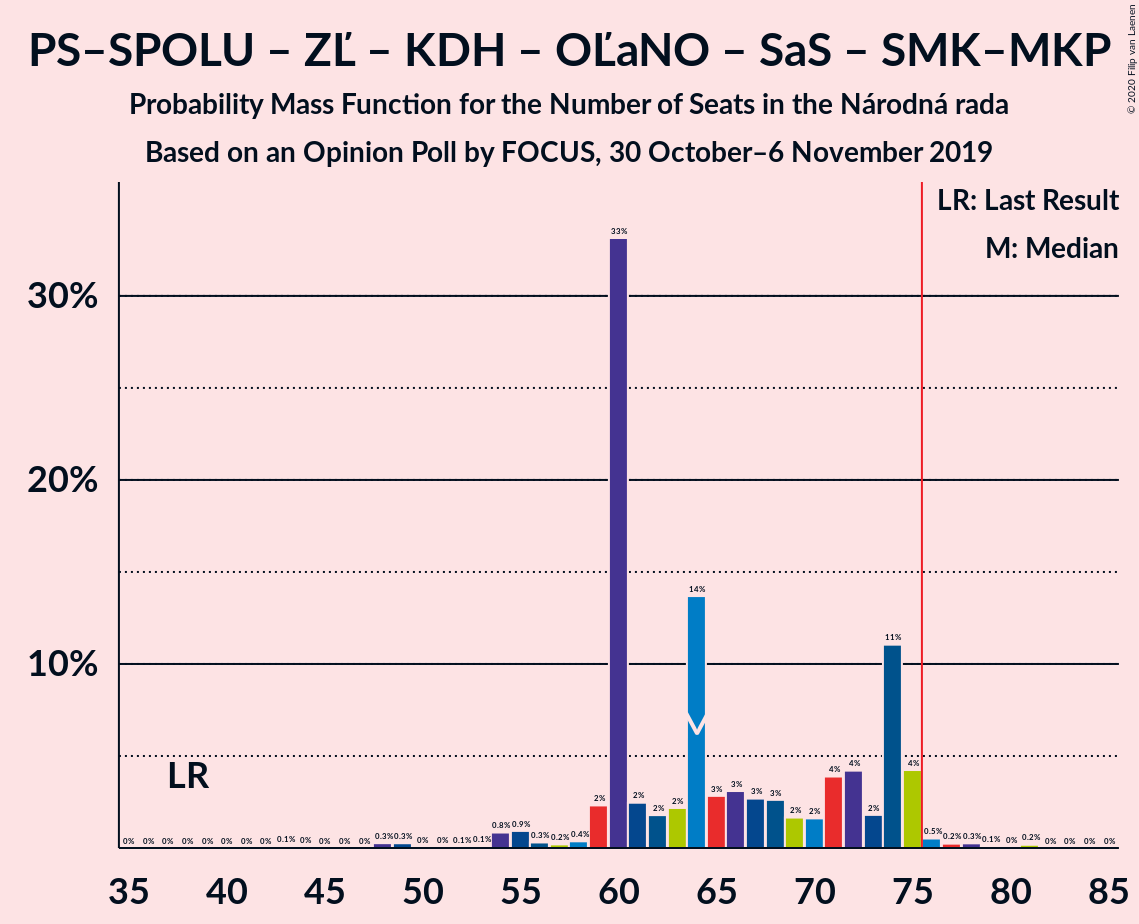 PS–SPOLU – ZĽ – KDH – OĽaNO – SaS – SMK–MKP
Probability Mass Function for the Number of Seats in the Národná rada
Based on an Opinion Poll by FOCUS, 30 October–6 November 2019
© 2020 Filip van Laenen
LR: Last Result
M: Median
30%
20%
10%
LR
M
0% 0% 0% 0% 0% 0% 0% 0% 0.1% 0% 0% 0% 0% 0.3% 0.3% 0% 0% 0.1% 0.1% 0.8% 0.9% 0.3% 0.2% 0.4% 2% 33% 2% 2% 2% 14% 3% 3% 3% 3% 2% 2% 4% 4% 2% 11% 4% 0.5% 0.2% 0.3% 0.1% 0% 0.2% 0% 0% 0% 0%
35 40 45 50 55 60 65 70 75 80 85